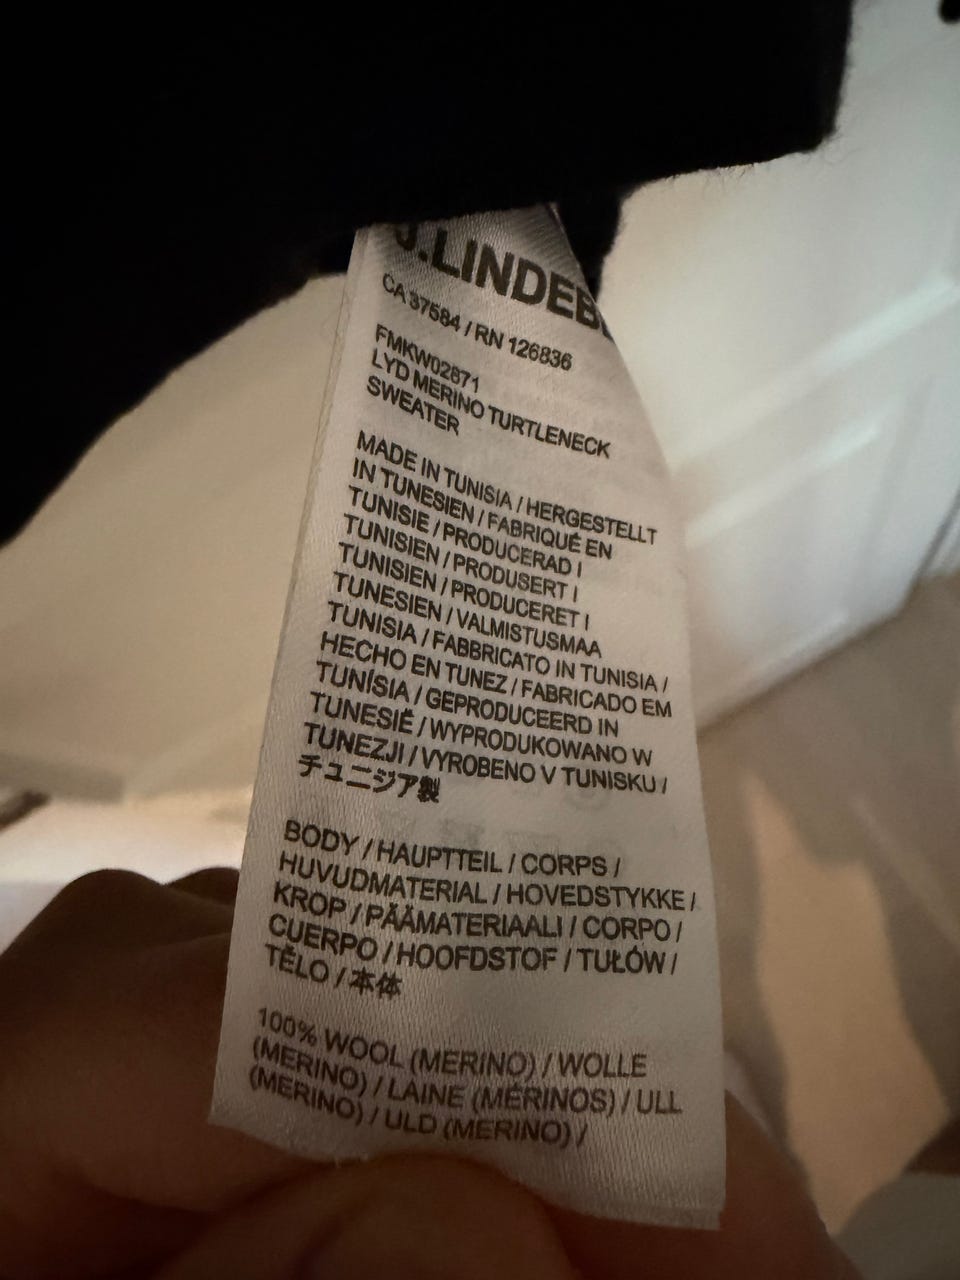 J.LINDEB
CA 37584 / RN 126836
FMKW02871
LYD MERINO TURTLENECK
SWEATER
MADE IN TUNISIA / HERGESTELLT
IN TUNESIEN / FABRIQUÉ EN
TUNISIE / PRODUCERAD I
TUNISIEN / PRODUSERT I
TUNISIEN / PRODUCERET I
TUNESIEN / VALMISTUSMAA
TUNISIA / FABBRICATO IN TUNISIA /
HECHO EN TUNEZ / FABRICADO EM
TUNÍSIA / GEPRODUCEERD IN
TUNESIË / WYPRODUKOWANO W
TUNEZJI / VYROBENO V TUNISKU /
チュニジア製
BODY / HAUPTTEIL / CORPS /
HUVUDMATERIAL / HOVEDSTYKKE /
KROP / PÄÄMATERIAALI / CORPO /
CUERPO / HOOFDSTOF / TUŁÓW /
TĚLO / 本体
100% WOOL (MERINO) / WOLLE
(MERINO) / LAINE (MÉRINOS) / ULL
(MERINO) / ULD (MERINO) /